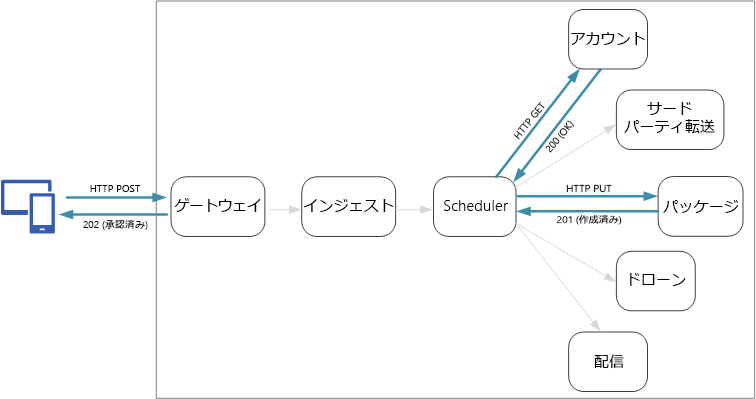 アカウント
HTTP GET
200 (OK)
サード
パーティ転送
HTTP POST
202 (承認済み)
ゲートウェイ
インジェスト
Scheduler
HTTP PUT
201 (作成済み)
パッケージ
ドローン
配信